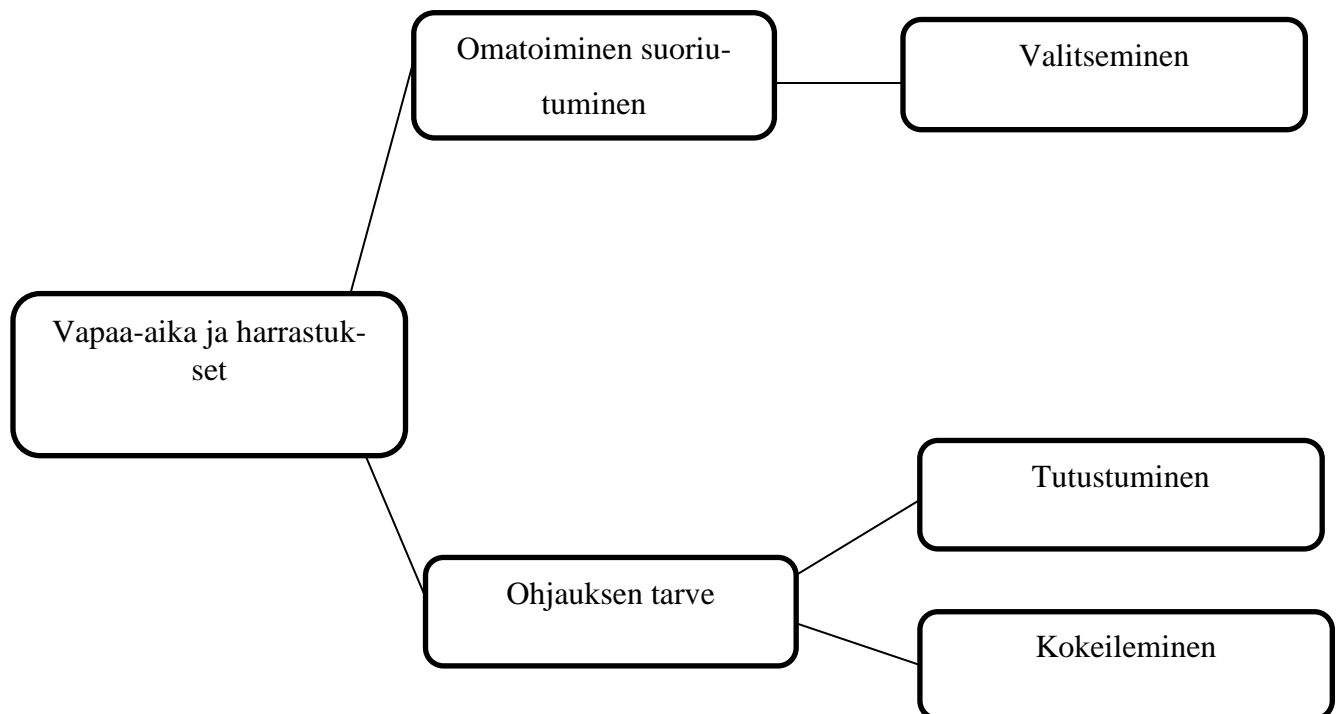 Omatoiminen suoriu-
tuminen
Valitseminen
Vapaa-aika ja harrastuk-
set
Tutustuminen
Ohjauksen tarve
Kokeileminen